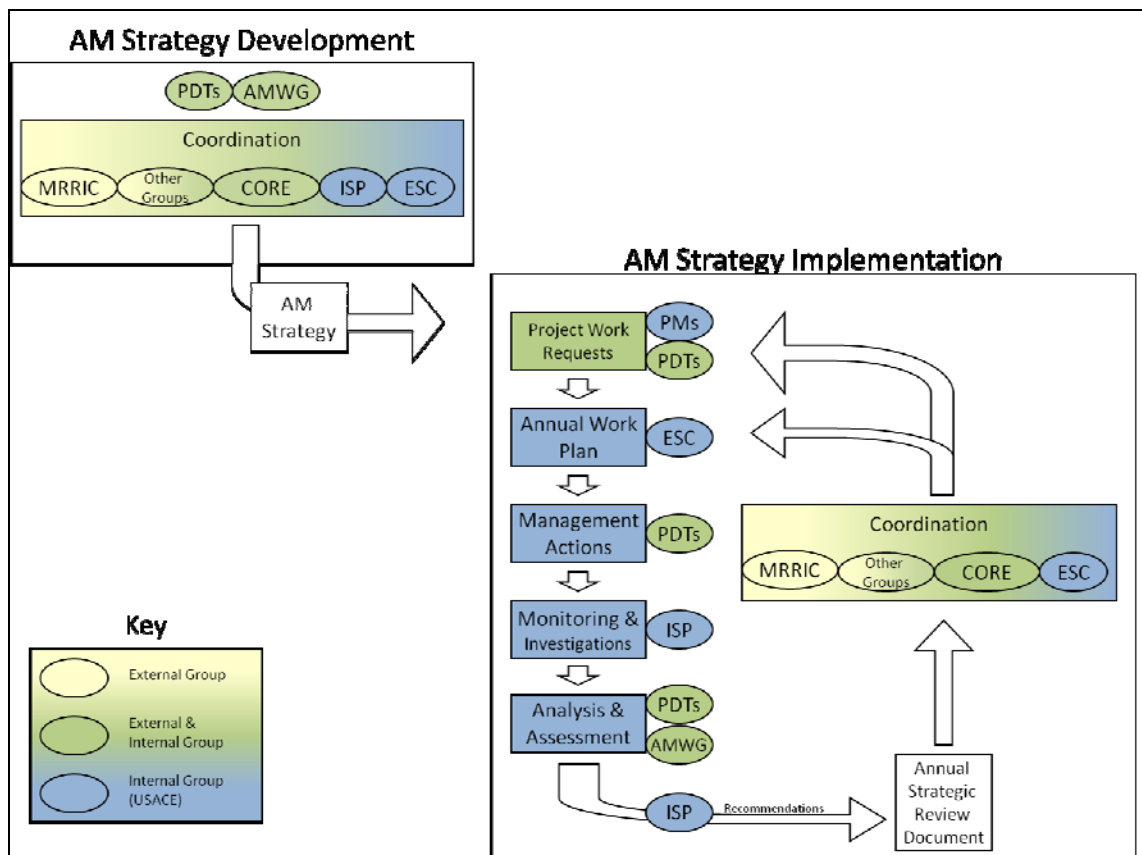 AM Strategy Development
PDTs
AMWG
Coordination
MRRIC
Other
Groups
CORE
ISP
ESC
AM
Strategy
AM Strategy Implementation
Project Work
Requests
PMs
PDTs
Annual Work
Plan
ESC
Management
Actions
PDTs
Monitoring &
Investigations
ISP
Analysis &
Assessment
PDTs
AMWG
ISP
Recommendations
Annual
Strategic
Review
Document
Coordination
MRRIC
Other
Groups
CORE
ESC
Key
External Group
External &
Internal Group
Internal Group
(USACE)